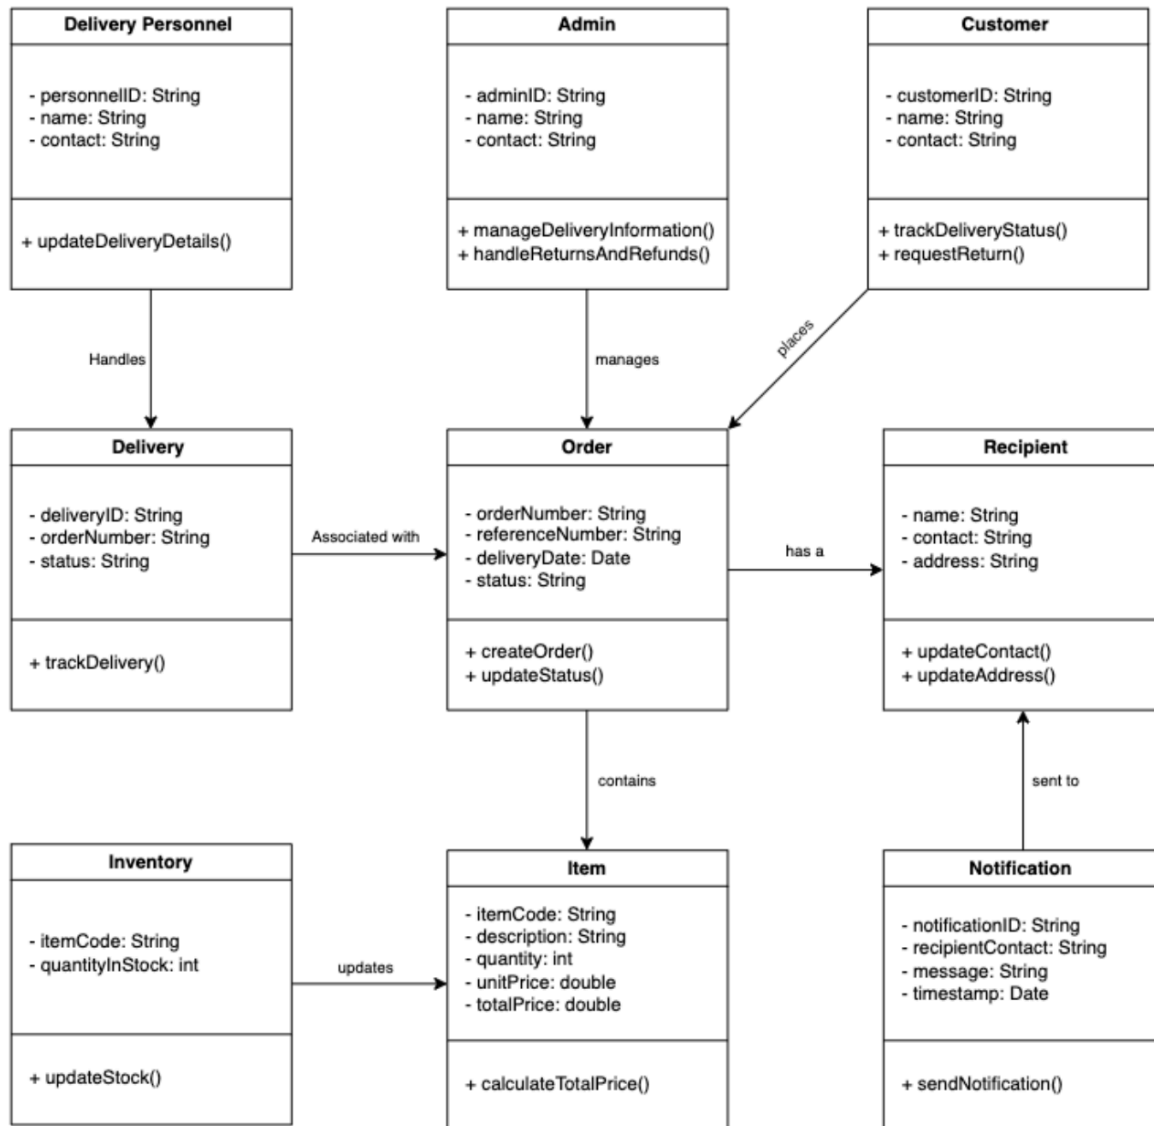 Delivery Personnel
- personnelID: String
- name: String
- contact: String
+ updateDeliveryDetails()
Admin
- adminID: String
- name: String
- contact: String
+ manageDeliveryInformation()
+ handleReturnsAndRefunds()
Customer
- customerID: String
- name: String
- contact: String
+ trackDeliveryStatus()
+ requestReturn()
Handles
manages
places
Delivery
- deliveryID: String
- orderNumber: String
- status: String
+ trackDelivery()
Associated with
Order
- orderNumber: String
- referenceNumber: String
- deliveryDate: Date
- status: String
+ createOrder()
+ updateStatus()
has a
Recipient
- name: String
- contact: String
- address: String
+ updateContact()
+ updateAddress()
contains
sent to
Inventory
- itemCode: String
- quantityInStock: int
+ updateStock()
updates
Item
- itemCode: String
- description: String
- quantity: int
- unitPrice: double
- totalPrice: double
+ calculateTotalPrice()
Notification
- notificationID: String
- recipientContact: String
- message: String
- timestamp: Date
+ sendNotification()